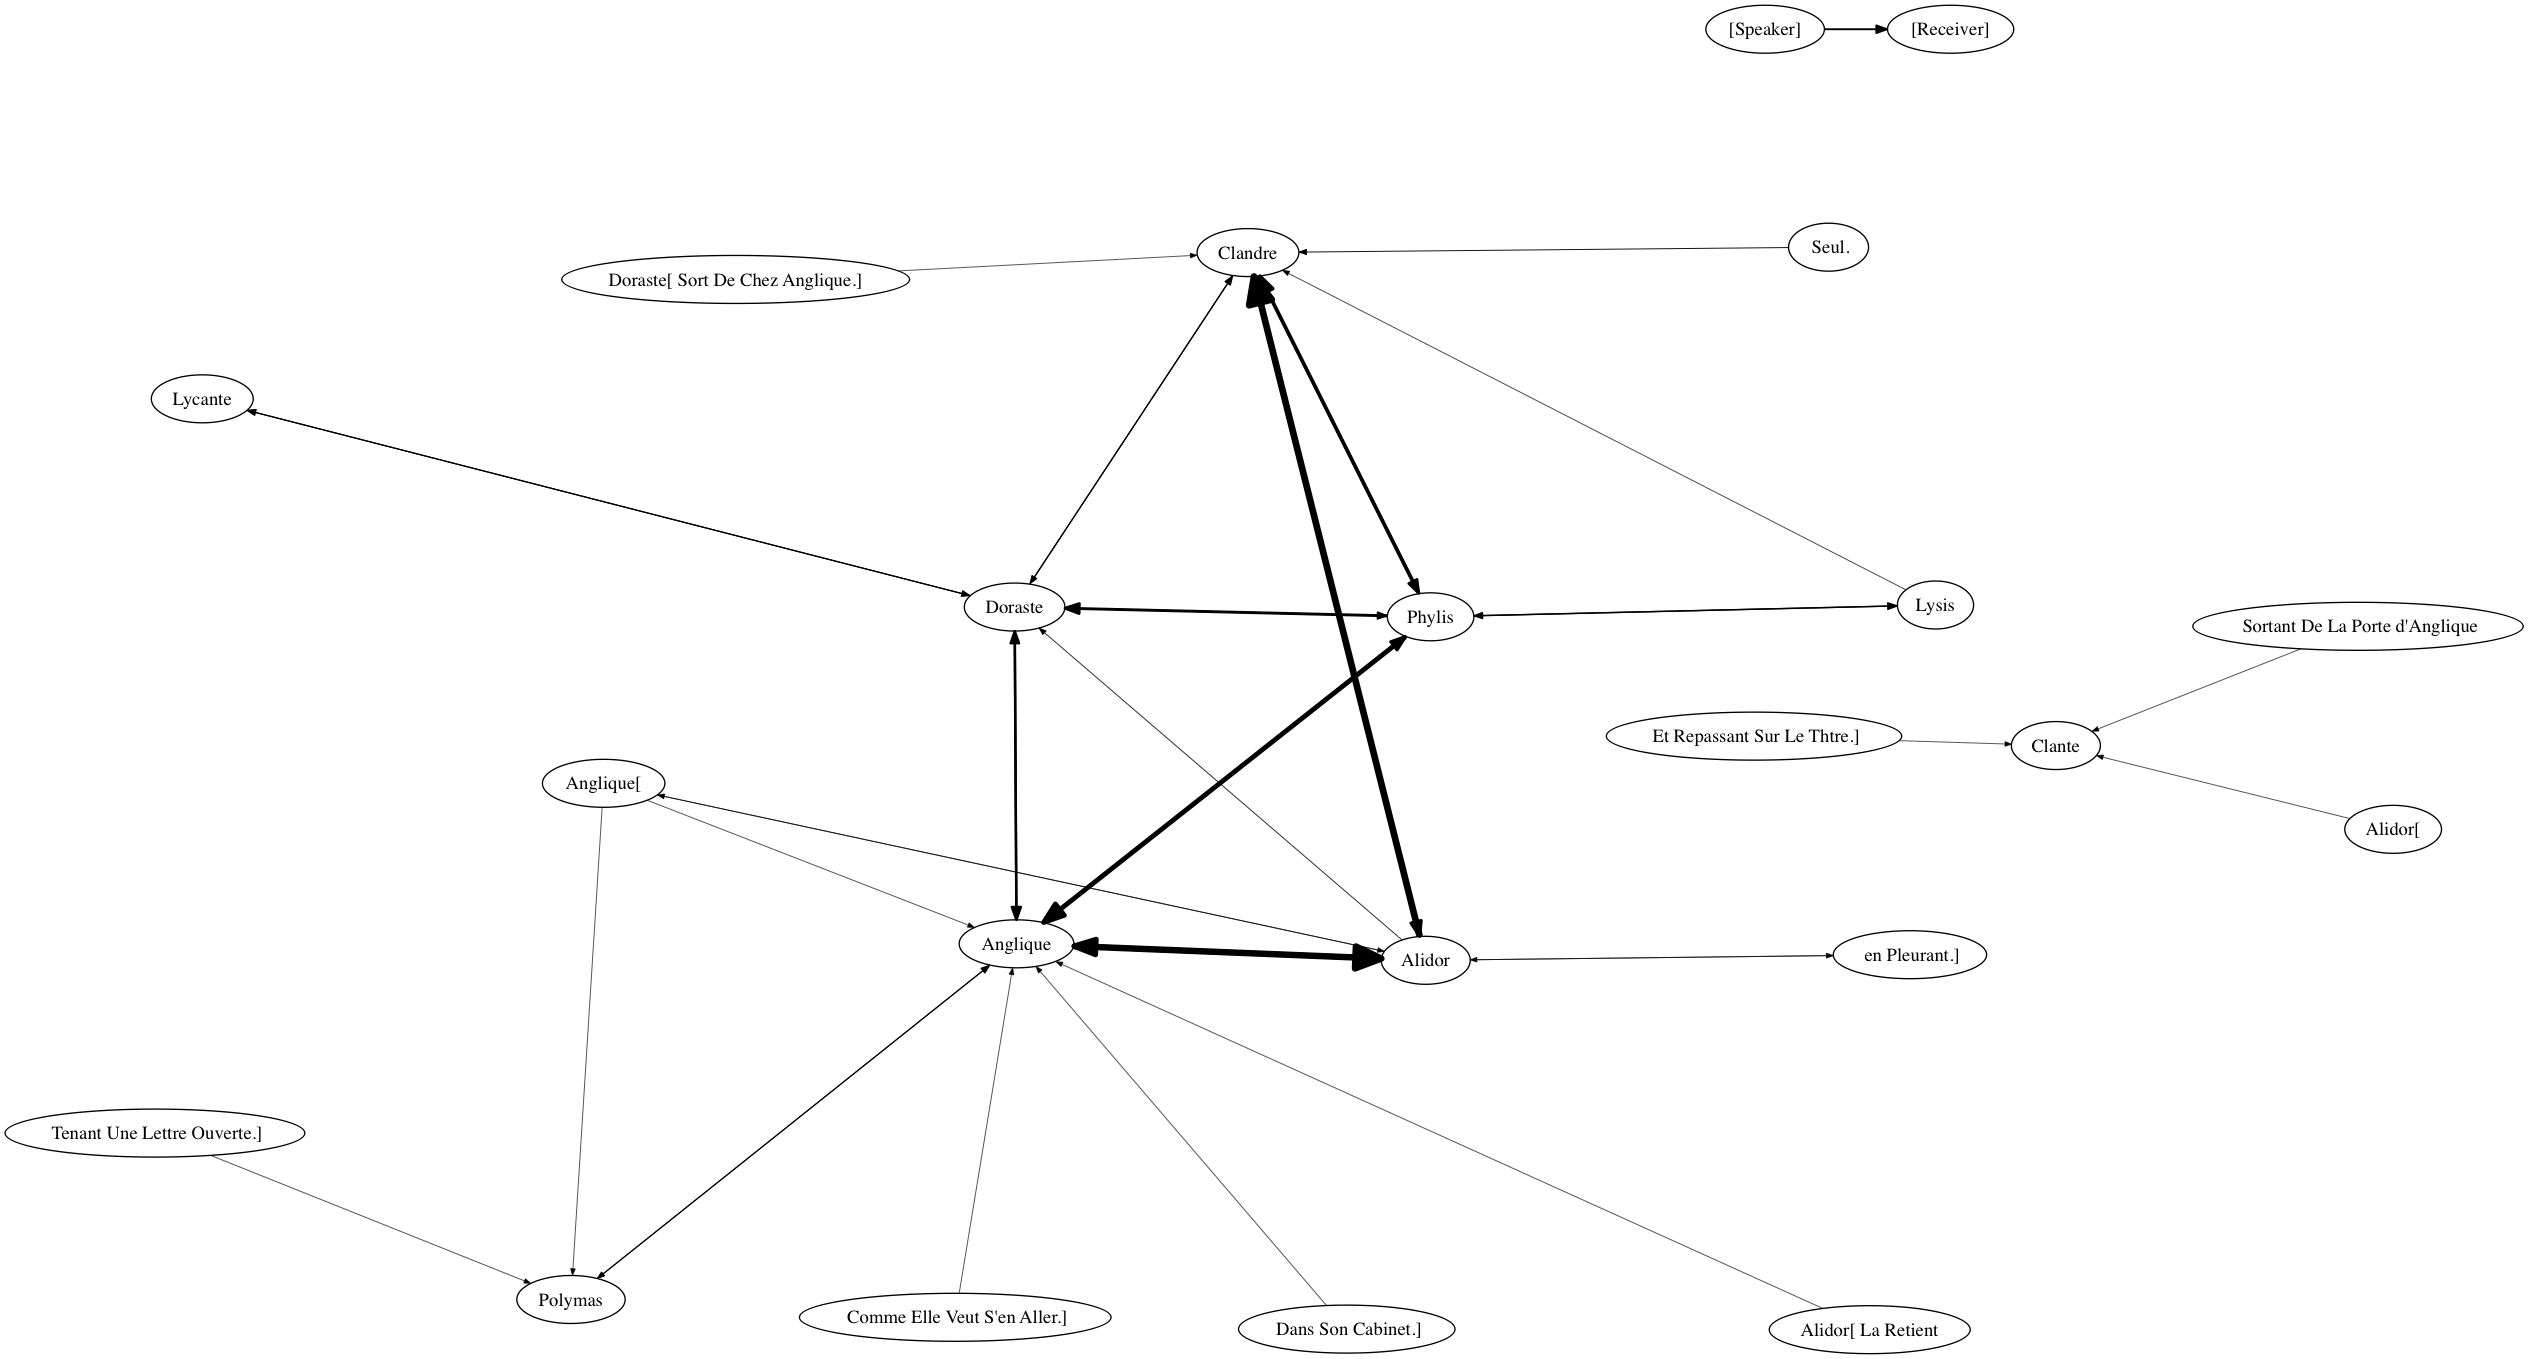 [Speaker]
[Receiver]
Clandre
Seul.
Doraste[ Sort De Chez Anglique.]
Lycante
Doraste
Phylis
Lysis
Sortant De La Porte d'Anglique
Et Repassant Sur Le Thtre.]
Clante
Anglique[
Alidor[
Anglique
Alidor
en Pleurant.]
Tenant Une Lettre Ouverte.]
Polymas
Comme Elle Veut S'en Aller.]
Dans Son Cabinet.]
Alidor[ La Retient